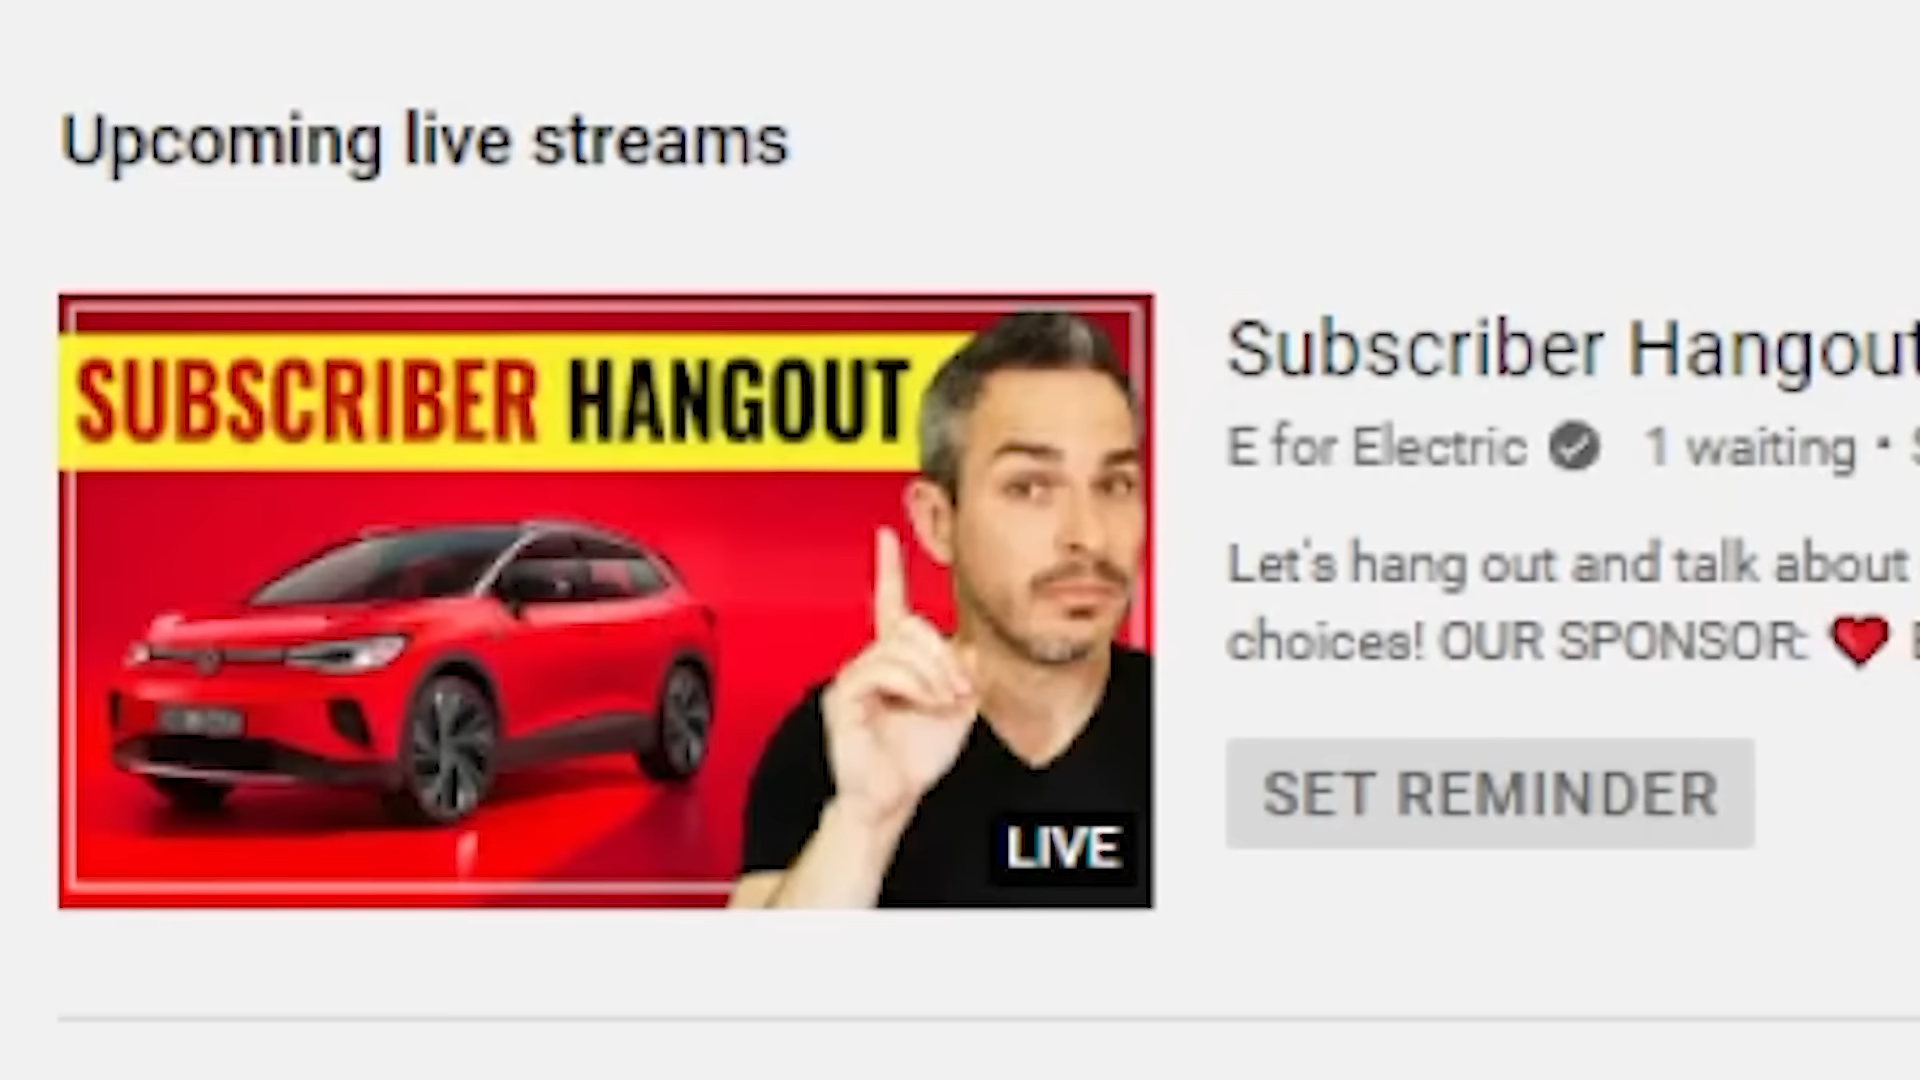 Upcoming live streams
SUBSCRIBER HANGOUT
LIVE
Subscriber Hangout
E for Electric 1 waiting •
Let's hang out and talk about
choices! OUR SPONSOR: ❤
SET REMINDER